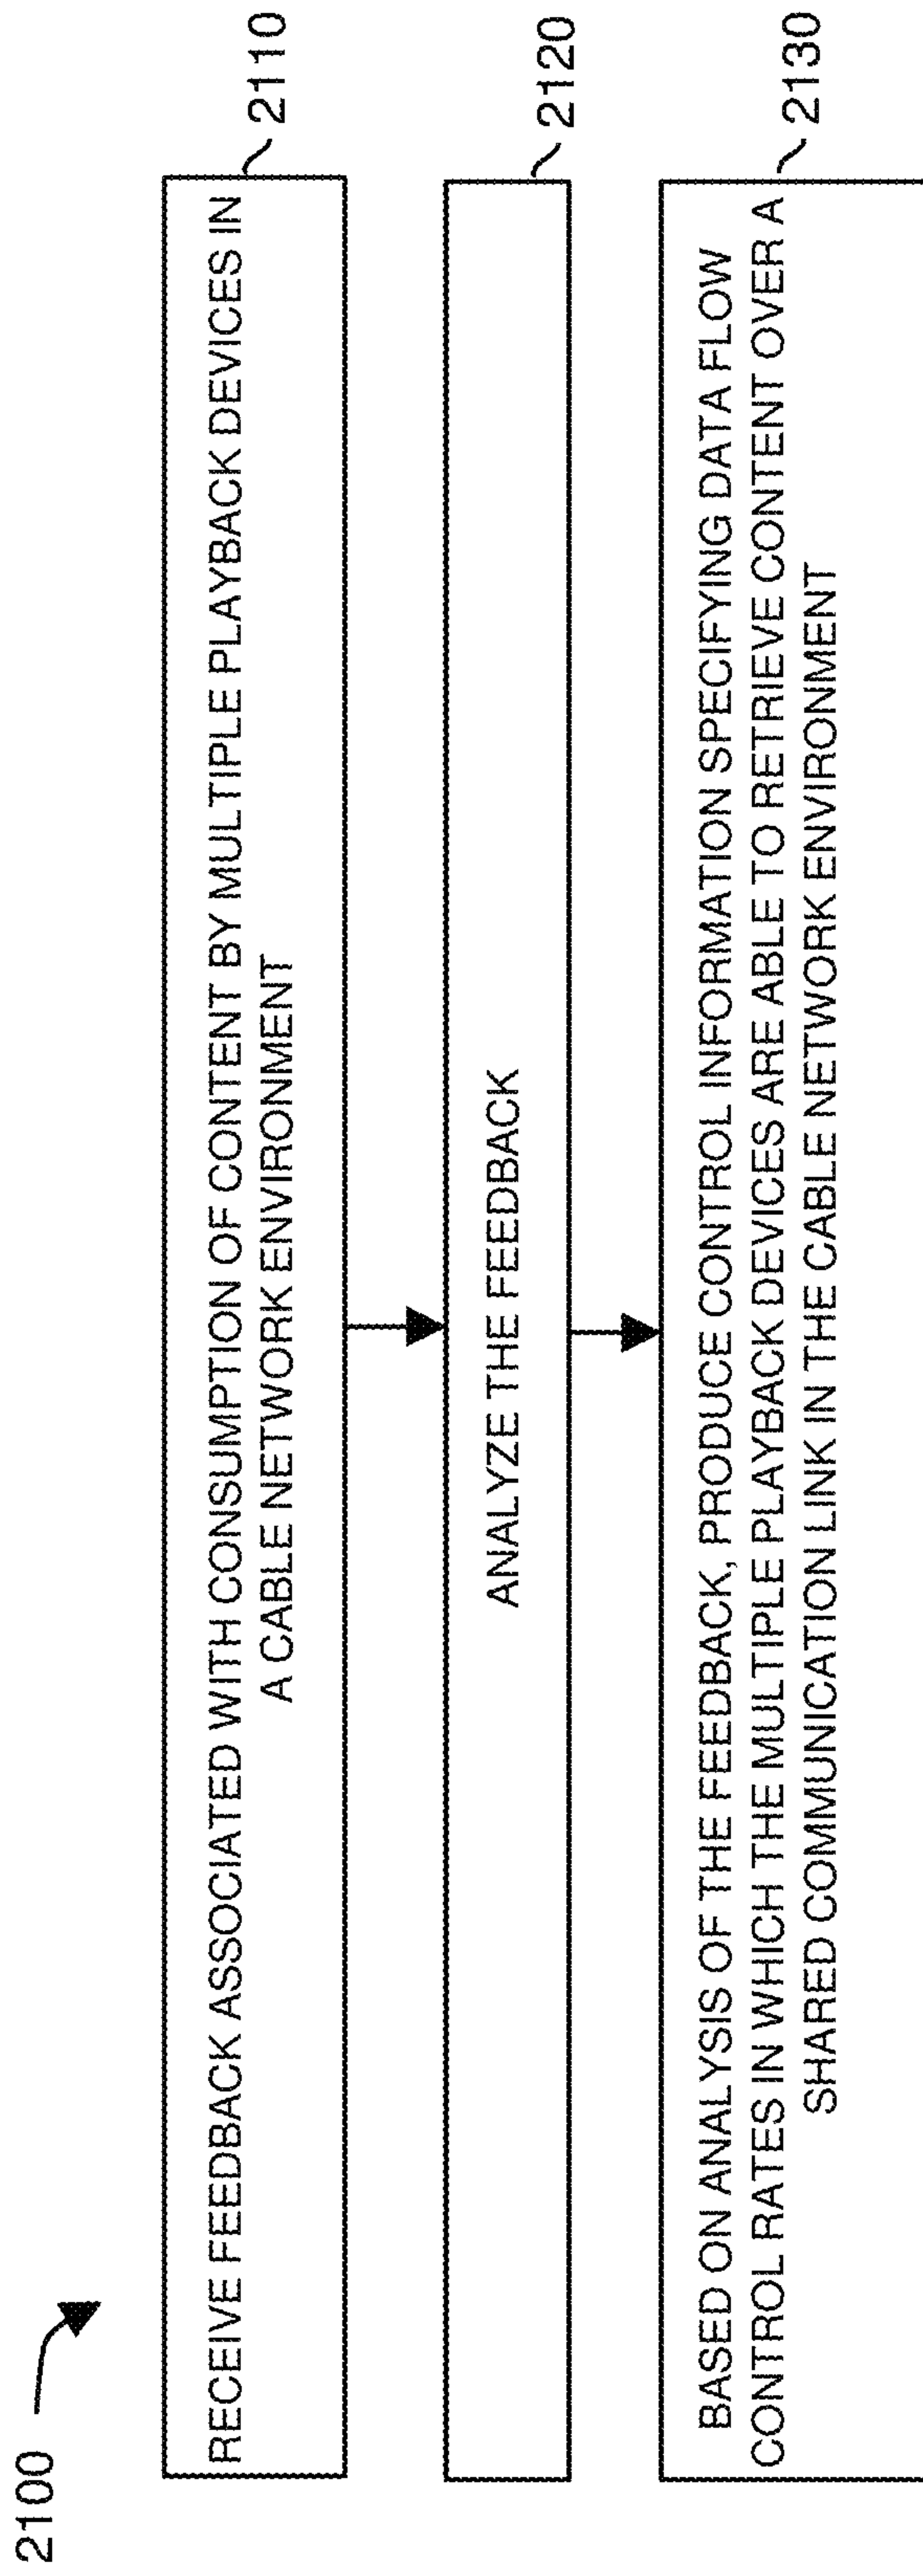 2100
RECEIVE FEEDBACK ASSOCIATED WITH CONSUMPTION OF CONTENT BY MULTIPLE PLAYBACK DEVICES IN
A CABLE NETWORK ENVIRONMENT
2110
ANALYZE THE FEEDBACK
2120
BASED ON ANALYSIS OF THE FEEDBACK, PRODUCE CONTROL INFORMATION SPECIFYING DATA FLOW
CONTROL RATES IN WHICH THE MULTIPLE PLAYBACK DEVICES ARE ABLE TO RETRIEVE CONTENT OVER A
SHARED COMMUNICATION LINK IN THE CABLE NETWORK ENVIRONMENT
2130